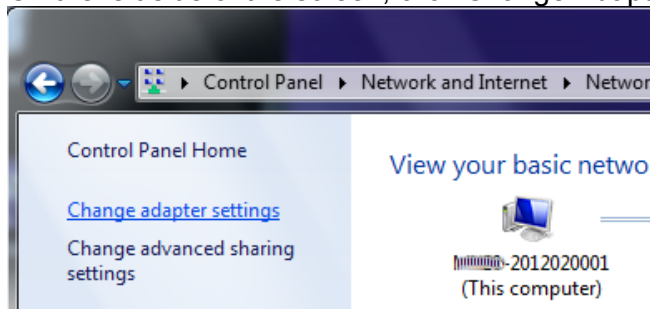 Control Panel ▸ Network and Internet ▸ Networ
Control Panel Home
Change adapter settings
Change advanced sharing
settings
View your basic netwo
-2012020001
(This computer)